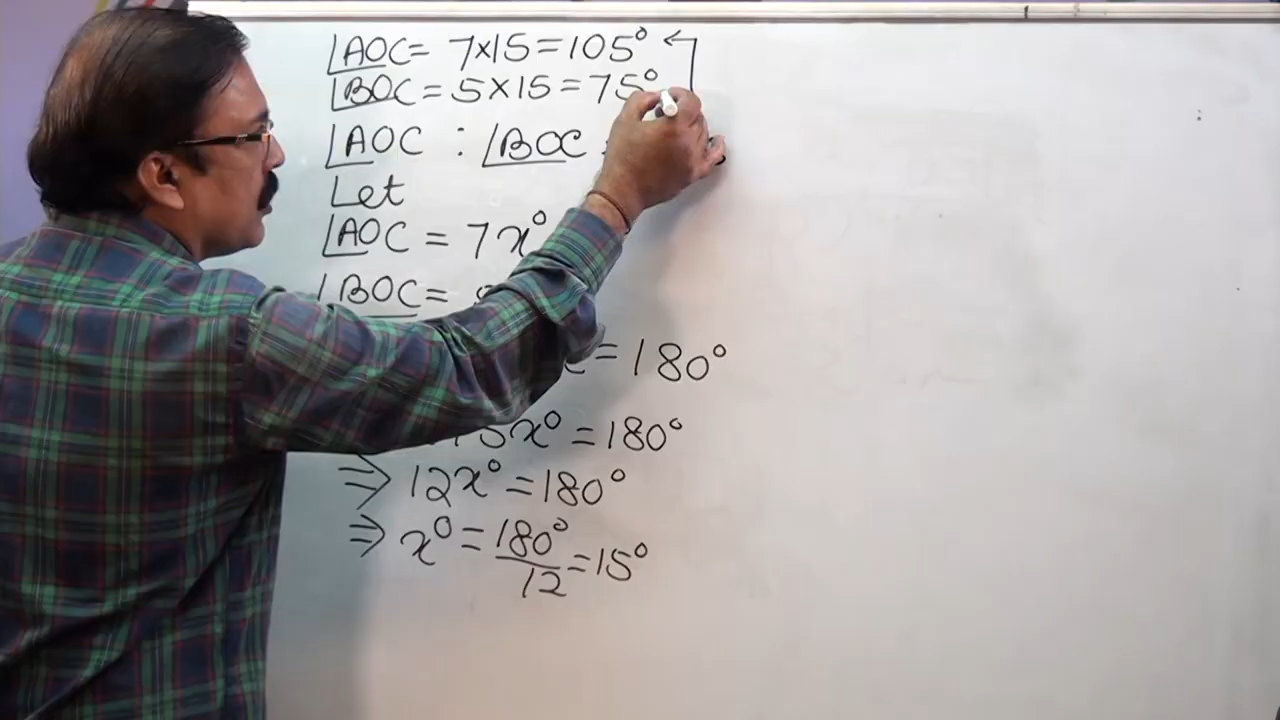 ∠AOC = 7×15 = 105°
∠BOC = 5×15 = 75°
∠AOC : ∠BOC
Let
∠AOC = 7x°
∠BOC =
= 180°
5x° = 180°
⇒ 12x° = 180°
⇒ x° = 180°/12 = 15°